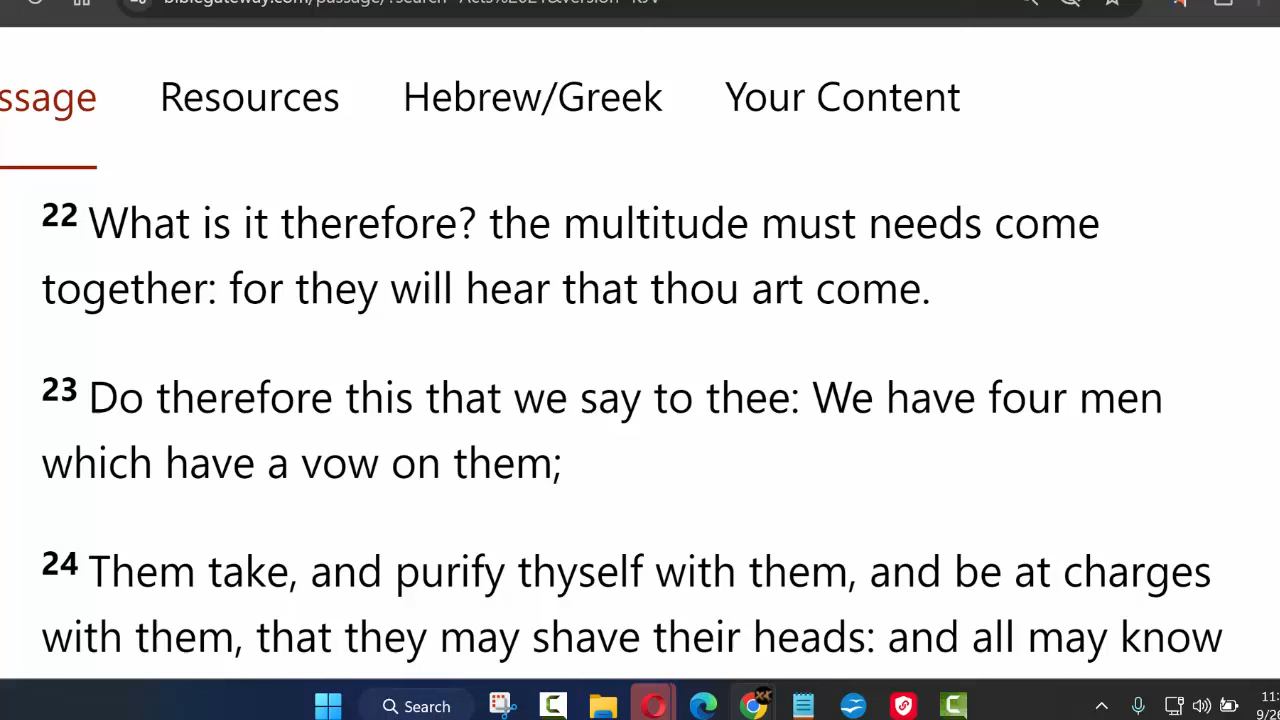 ssage Resources Hebrew/Greek Your Content
22 What is it therefore? the multitude must needs come
together: for they will hear that thou art come.
23 Do therefore this that we say to thee: We have four men
which have a vow on them;
24 Them take, and purify thyself with them, and be at charges
with them, that they may shave their heads: and all may know
Search